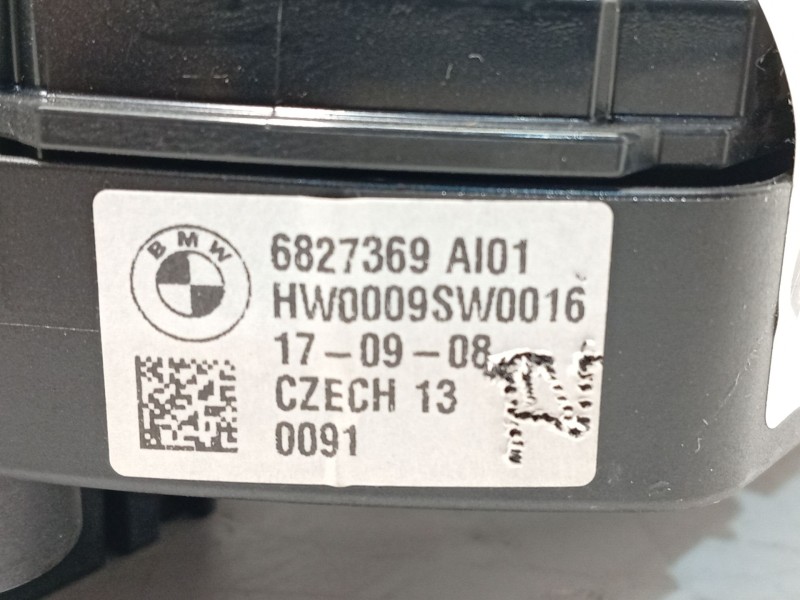 BMW
6827369 AI01
HW0009SW0016
17-09-08
CZECH 13
0091